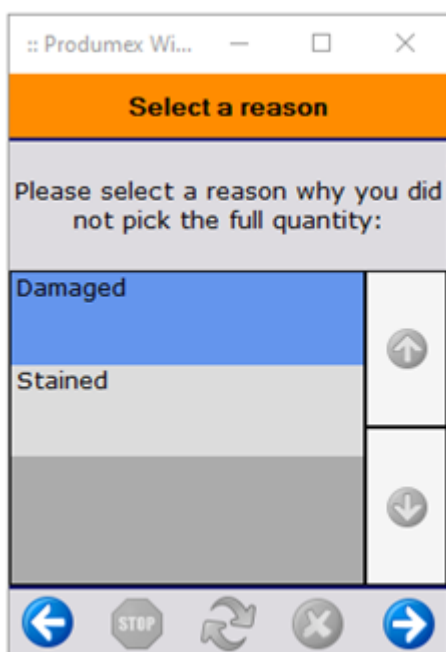 :: Produmex Wi...
Select a reason
Please select a reason why you did
not pick the full quantity:
Damaged
Stained
STOP